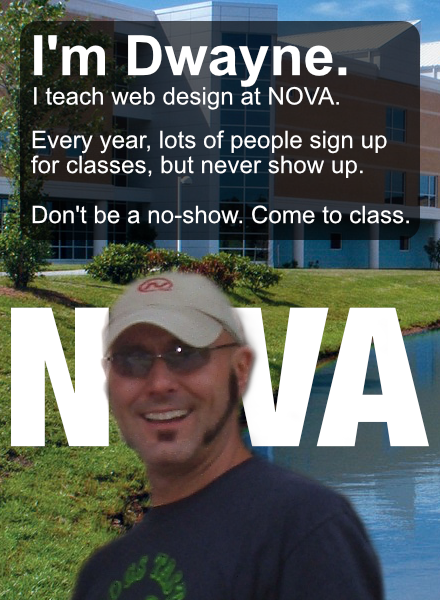 I'm Dwayne.
I teach web design at NOVA.
Every year, lots of people sign up
for classes, but never show up.
Don't be a no-show. Come to class.
N VA